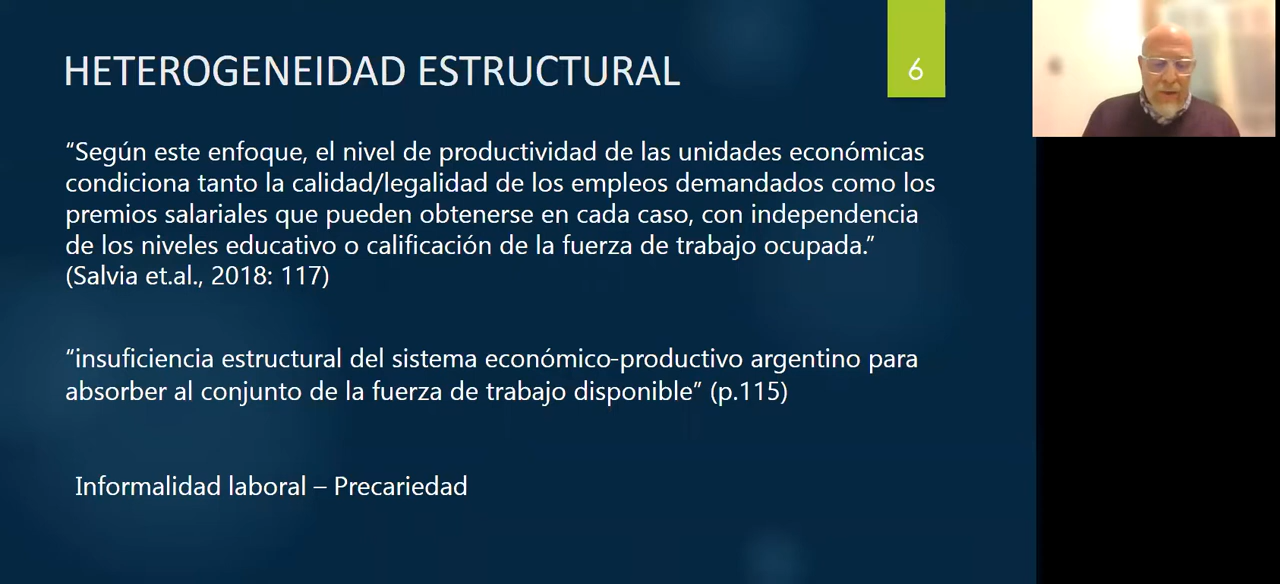 HETEROGENEIDAD ESTRUCTURAL
6
“Según este enfoque, el nivel de productividad de las unidades económicas
condiciona tanto la calidad/legalidad de los empleos demandados como los
premios salariales que pueden obtenerse en cada caso, con independencia
de los niveles educativo o calificación de la fuerza de trabajo ocupada.”
(Salvia et.al., 2018: 117)
“insuficiencia estructural del sistema económico-productivo argentino para
absorber al conjunto de la fuerza de trabajo disponible” (p.115)
Informalidad laboral – Precariedad